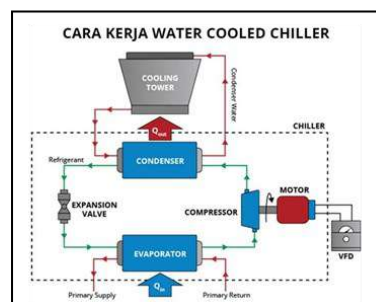 CARA KERJA WATER COOLED CHILLER
COOLING
TOWER
Condenser
Water
Qout
CHILLER
Refrigerant
CONDENSER
EXPANSION
VALVE
COMPRESSOR
MOTOR
VFD
EVAPORATOR
Primary Supply
Qin
Primary Return